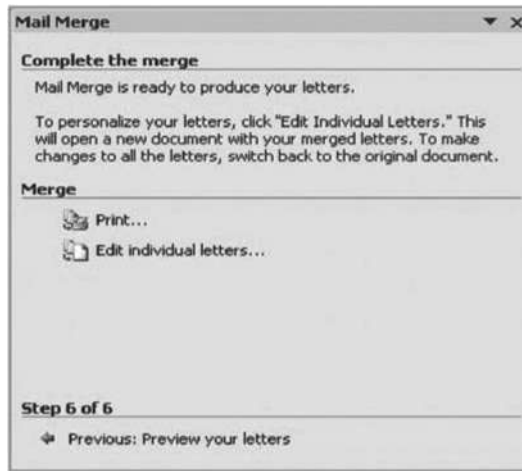 Mail Merge
Complete the merge
Mail Merge is ready to produce your letters.
To personalize your letters, click "Edit Individual Letters." This
will open a new document with your merged letters. To make
changes to all the letters, switch back to the original document.
Merge
Print...
Edit individual letters...
Step 6 of 6
Previous: Preview your letters